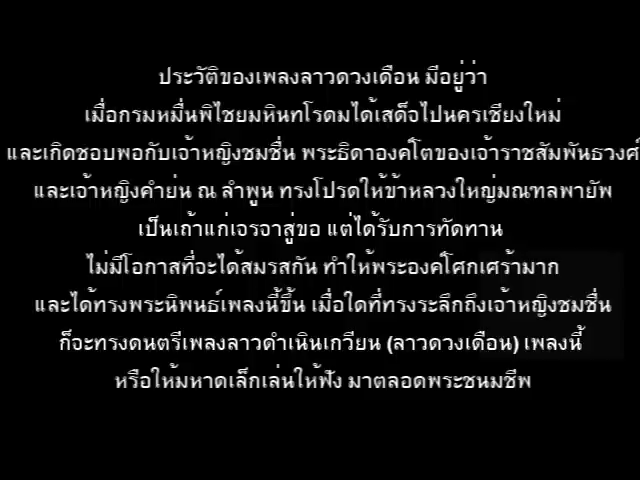 ประวัติของเพลงลาวดวงเดือน มีอยู่ว่า
เมื่อกรมหมื่นพิไชยมหินทโรดมได้เสด็จไปนครเชียงใหม่
และเกิดชอบพอกับเจ้าหญิงชมชื่น พระธิดาองค์โตของเจ้าราชสัมพันธวงศ์
และเจ้าหญิงคำย่น ณ ลำพูน ทรงโปรดให้ข้าหลวงใหญ่มณฑลพายัพ
เป็นเถ้าแก่เจรจาสู่ขอ แต่ได้รับการทัดทาน
ไม่มีโอกาสที่จะได้สมรสกัน ทำให้พระองค์โศกเศร้ามาก
และได้ทรงพระนิพนธ์เพลงนี้ขึ้น เมื่อใดที่ทรงระลึกถึงเจ้าหญิงชมชื่น
ก็จะทรงดนตรีเพลงลาวดำเนินเกวียน (ลาวดวงเดือน) เพลงนี้
หรือให้มหาดเล็กเล่นให้ฟัง มาตลอดพระชนมชีพ